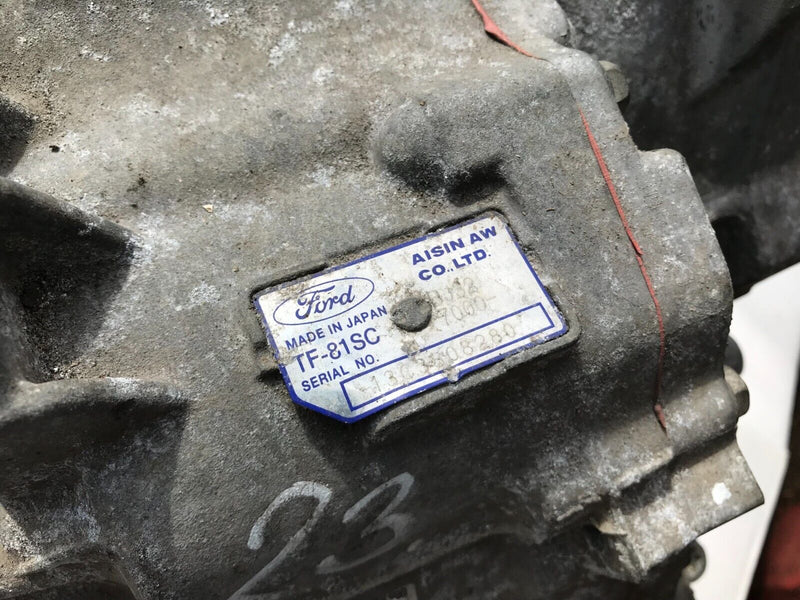 AISIN AW
CO.,LTD.
Ford
MADE IN JAPAN
TF-81SC
SERIAL NO.
23